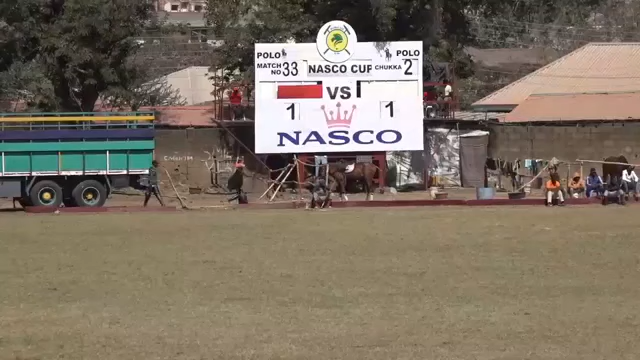 POLO POLO
MATCH NO 33 NASCO CUP CHUKKA 2
VS
1 1
NASCO